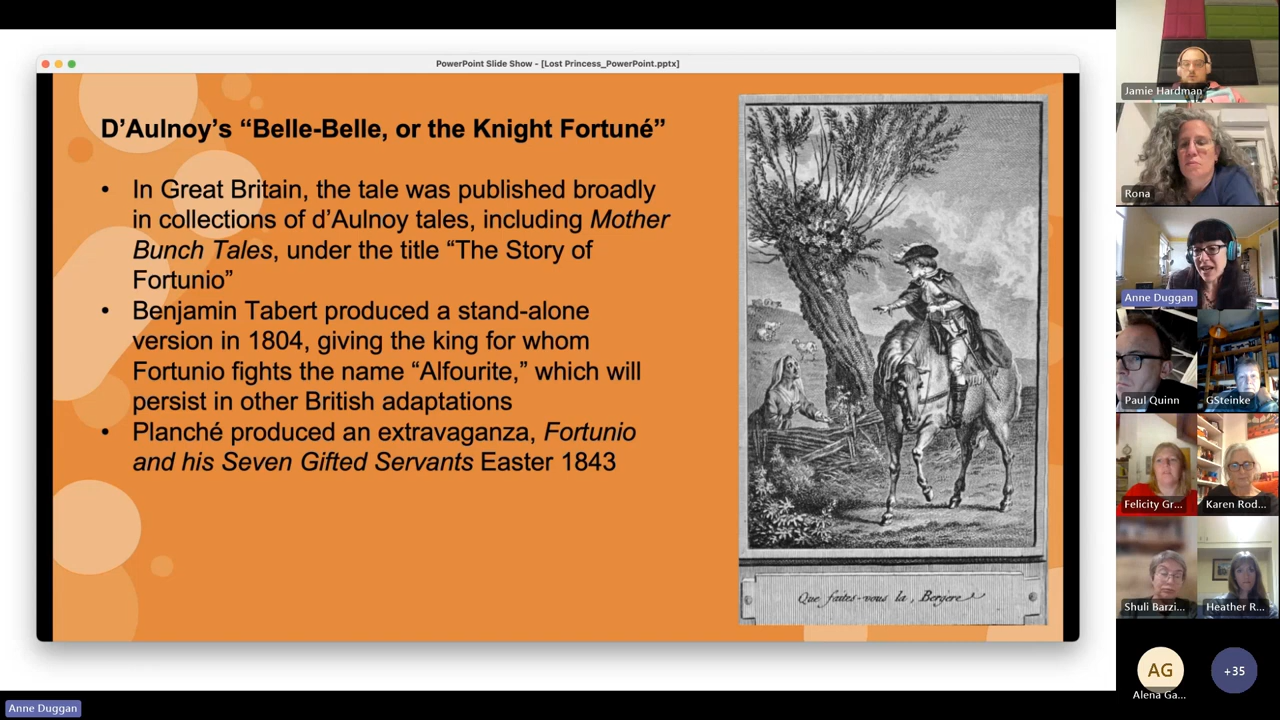 PowerPoint Slide Show - [Lost Princess_PowerPoint.pptx]
D’Aulnoy’s “Belle-Belle, or the Knight Fortuné”
• In Great Britain, the tale was published broadly
in collections of d’Aulnoy tales, including Mother
Bunch Tales, under the title “The Story of
Fortunio”
• Benjamin Tabert produced a stand-alone
version in 1804, giving the king for whom
Fortunio fights the name “Alfourite,” which will
persist in other British adaptations
• Planché produced an extravaganza, Fortunio
and his Seven Gifted Servants Easter 1843
Que faites-vous la, Bergere
Jamie Hardman
Rona
Anne Duggan
Paul Quinn
GSteinke
Felicity Gr...
Karen Rod...
Shuli Barzi...
Heather R...
AG
+35
Alena Ga...
Anne Duggan